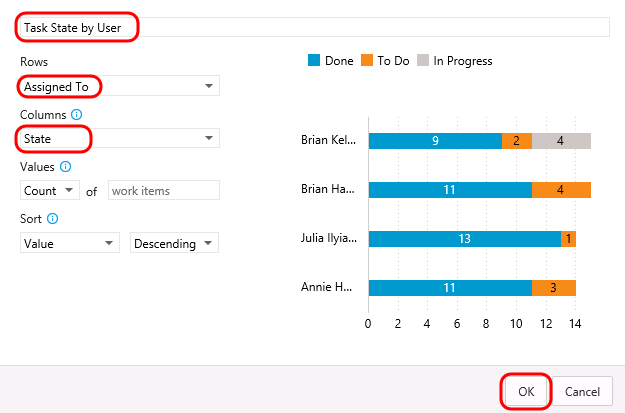 Task State by User
Rows
Assigned To
Columns
State
Values
Count of work items
Sort
Value Descending
Done To Do In Progress
Brian Kel... 9 2 4
Brian Ha... 11 4
Julia Ilyia... 13 1
Annie H... 11 3
0 2 4 6 8 10 12 14
OK Cancel